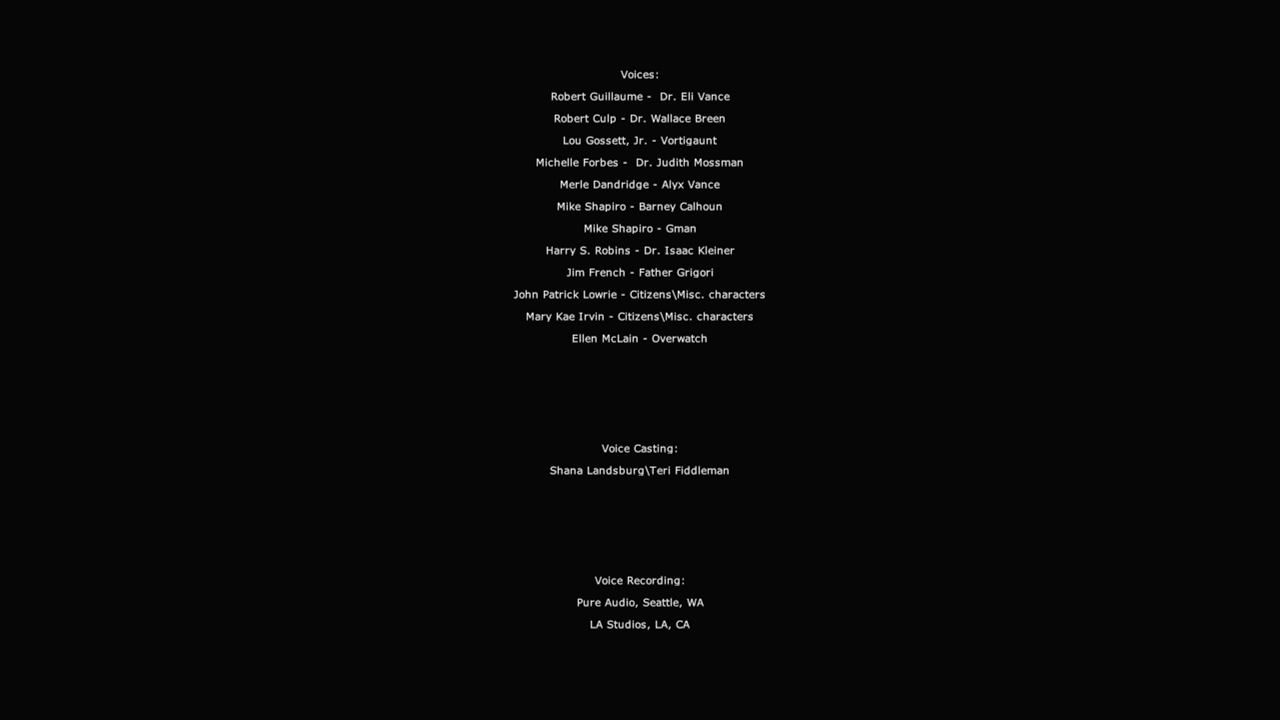 Voices:
Robert Guillaume -  Dr. Eli Vance
Robert Culp - Dr. Wallace Breen
Lou Gossett, Jr. - Vortigaunt
Michelle Forbes -  Dr. Judith Mossman
Merle Dandridge - Alyx Vance
Mike Shapiro - Barney Calhoun
Mike Shapiro - Gman
Harry S. Robins - Dr. Isaac Kleiner
Jim French - Father Grigori
John Patrick Lowrie - Citizens\Misc. characters
Mary Kae Irvin - Citizens\Misc. characters
Ellen McLain - Overwatch
Voice Casting:
Shana Landsburg\Teri Fiddleman
Voice Recording:
Pure Audio, Seattle, WA
LA Studios, LA, CA